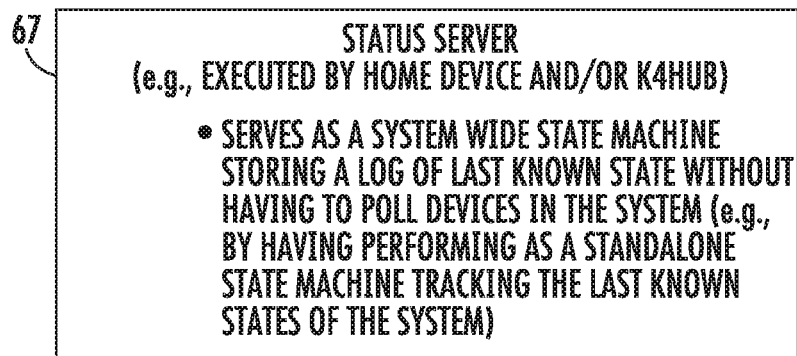 67
STATUS SERVER
(e.g., EXECUTED BY HOME DEVICE AND/OR K4HUB)
• SERVES AS A SYSTEM WIDE STATE MACHINE
STORING A LOG OF LAST KNOWN STATE WITHOUT
HAVING TO POLL DEVICES IN THE SYSTEM (e.g.,
BY HAVING PERFORMING AS A STANDALONE
STATE MACHINE TRACKING THE LAST KNOWN
STATES OF THE SYSTEM)